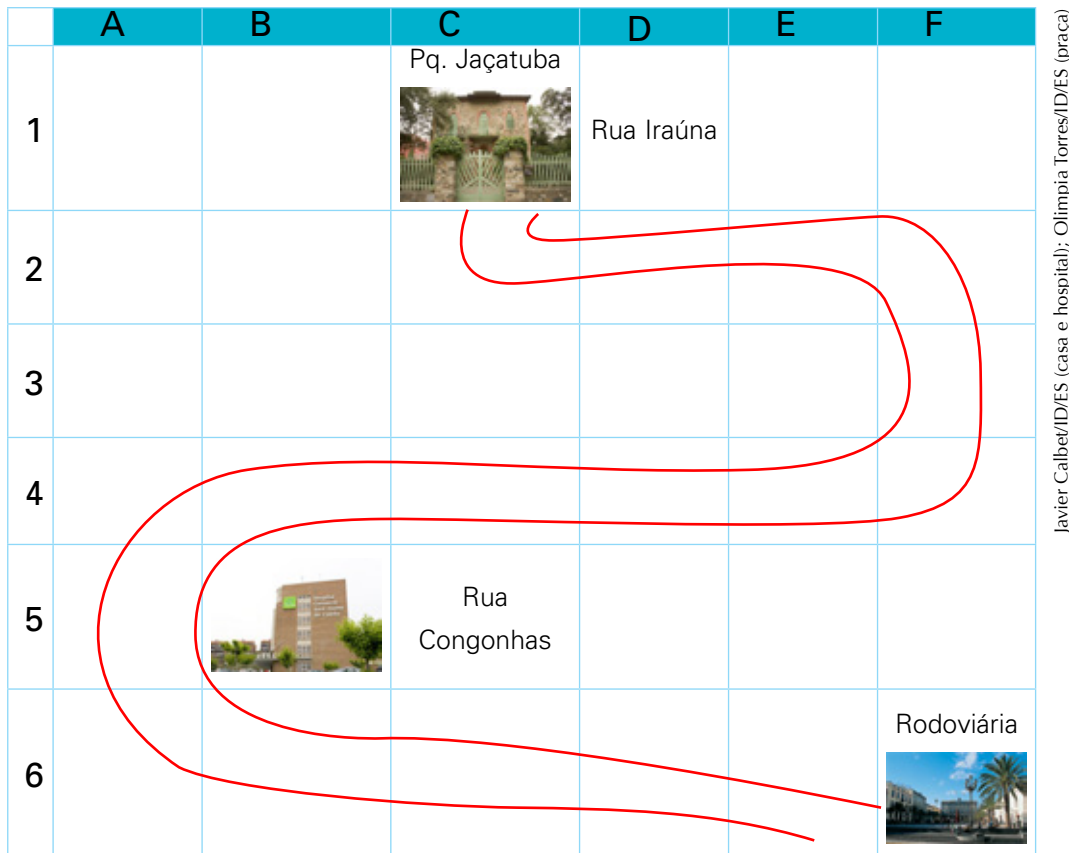 A B C D E F
Pq. Jaçatuba
1
Rua Iraúna
2
3
4
5
Rua
Congonhas
Rodoviária
6
Javier Calbet/ID/ES (casa e hospital); Olimpia Torres/ID/ES (praça)